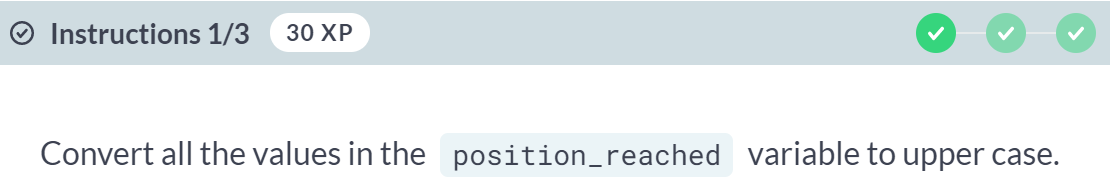 Instructions 1/3 30 XP
Convert all the values in the position_reached variable to upper case.